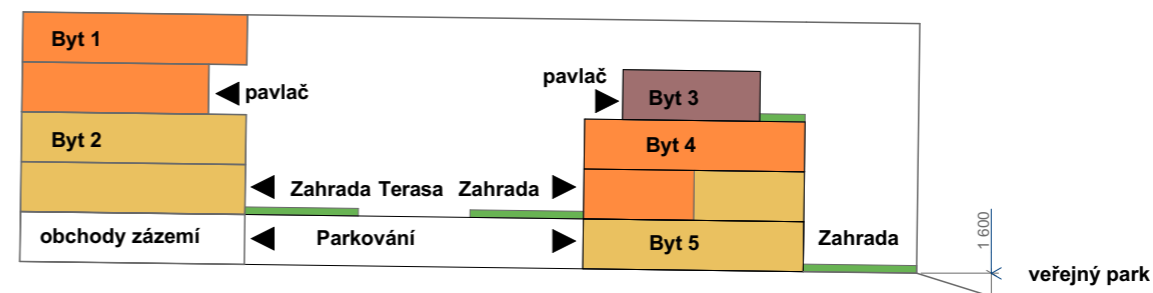 Byt 1
pavlač
pavlač
Byt 3
Byt 2
Byt 4
Zahrada Terasa Zahrada
obchody zázemí
Parkování
Byt 5
Zahrada
1 600
veřejný park